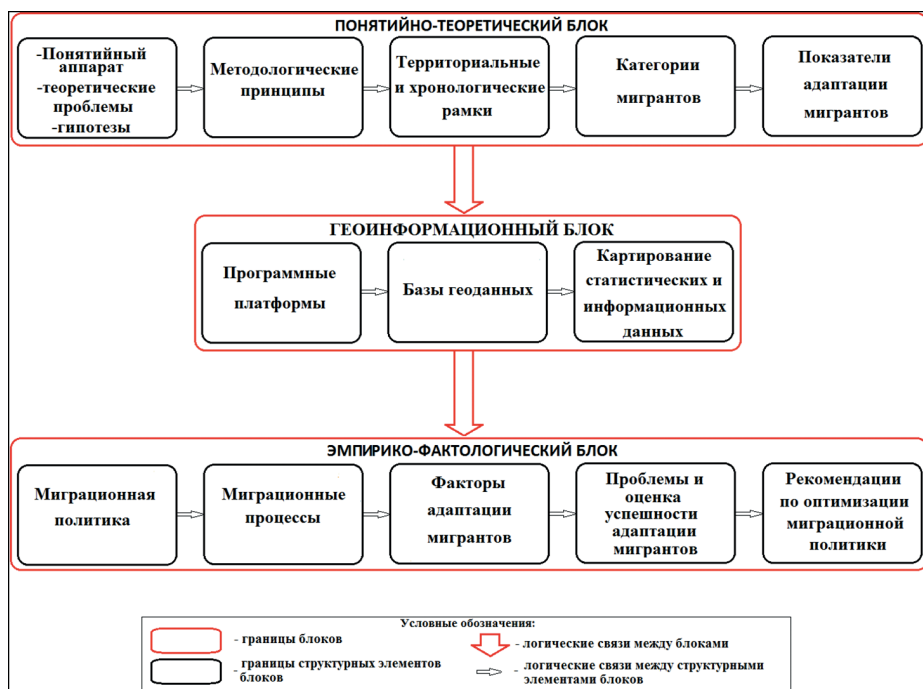 ПОНЯТИЙНО-ТЕОРЕТИЧЕСКИЙ БЛОК
-Понятийный
аппарат
-теоретические
проблемы
-гипотезы
Методологические
принципы
Территориальные
и хронологические
рамки
Категории
мигрантов
Показатели
адаптации
мигрантов
ГЕОИНФОРМАЦИОННЫЙ БЛОК
Программные
платформы
Базы геоданных
Картирование
статистических и
информационных
данных
ЭМПИРИКО-ФАКТОЛОГИЧЕСКИЙ БЛОК
Миграционная
политика
Миграционные
процессы
Факторы
адаптации
мигрантов
Проблемы и
оценка
успешности
адаптации
мигрантов
Рекомендации
по оптимизации
миграционной
политики
Условные обозначения:
- границы блоков
- границы структурных элементов
блоков
- логические связи между блоками
- логические связи между структурными
элементами блоков